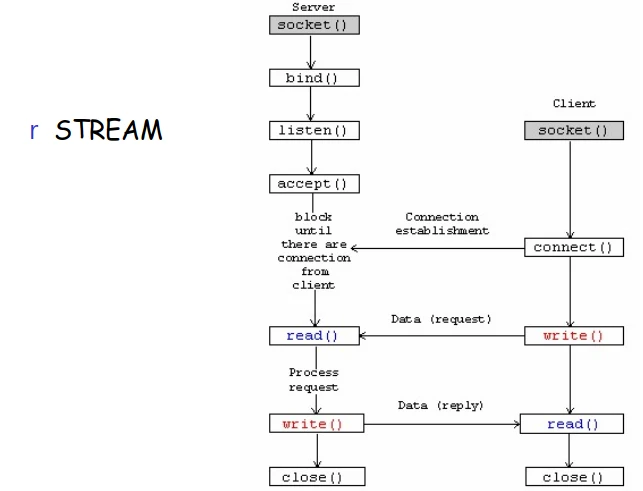 Server
socket()
bind()
r STREAM
Client
listen()
socket()
accept()
block
until
there are
connection
from
client
Connection
establishment
connect()
Data (request)
read()
write()
Process
request
Data (reply)
write()
read()
close()
close()